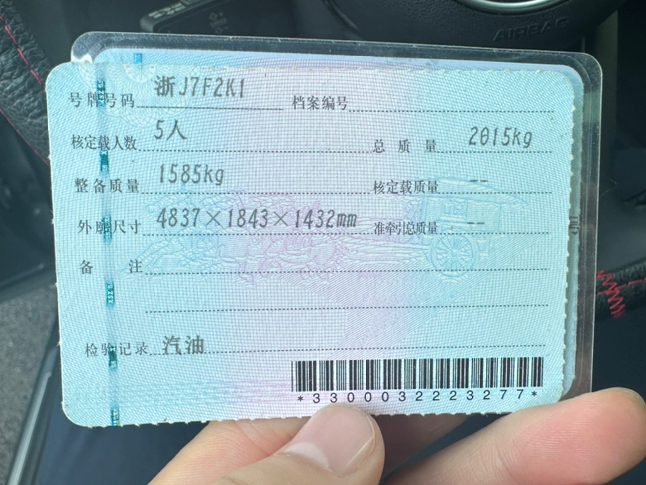 AIRBAG
号牌号码 浙J7F2K1 档案编号
核定载人数 5人 总质量 2015kg
整备质量 1585kg 核定载质量 --
外廓尺寸 4837×1843×1432mm 准牵引总质量 --
备注
检验记录 汽油
*3300032223277*